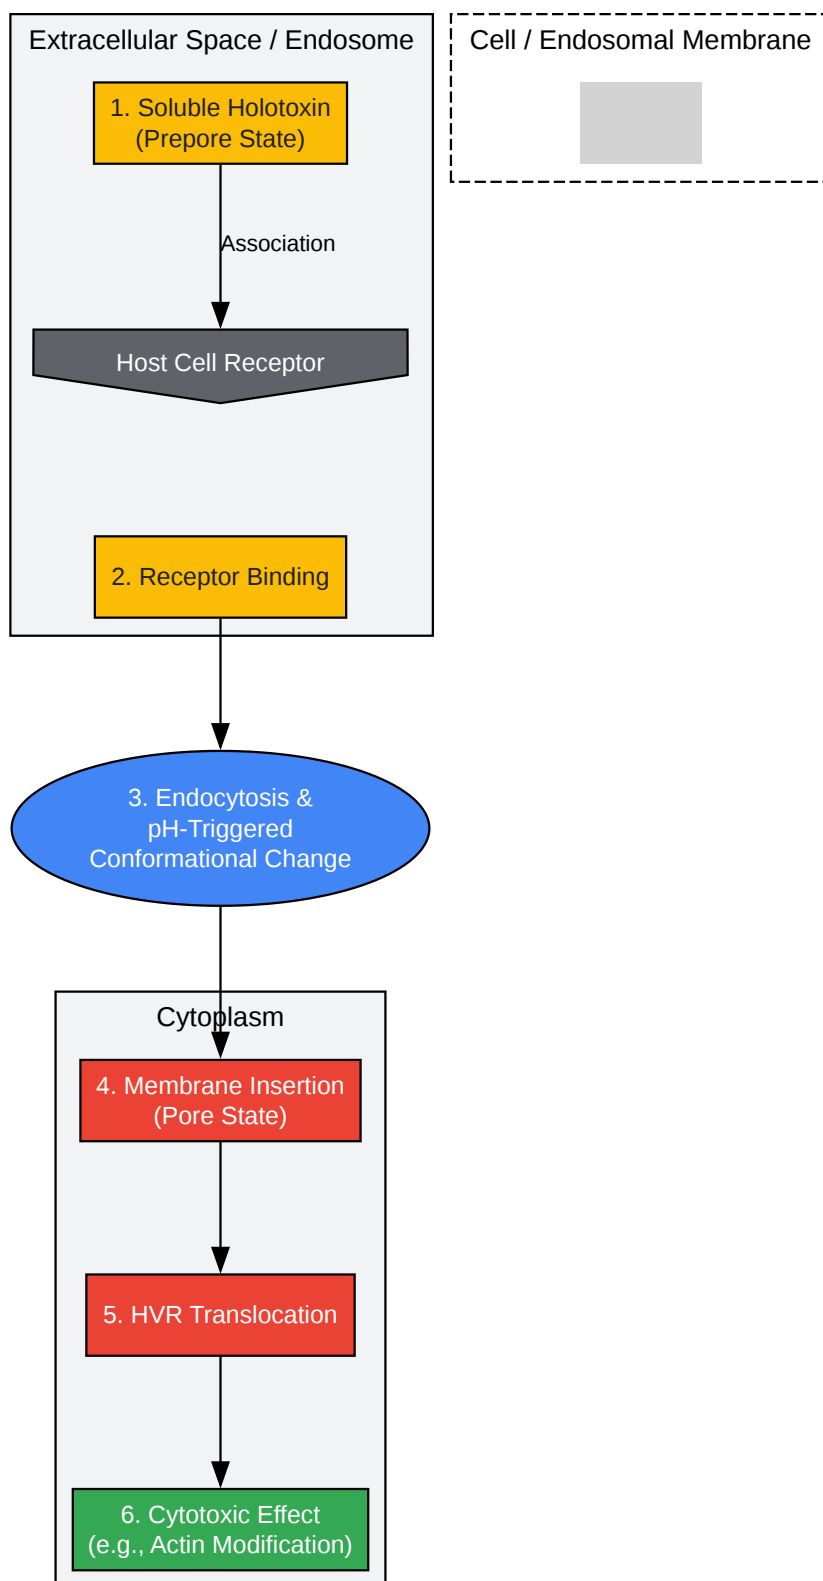 Extracellular Space / Endosome
Cell / Endosomal Membrane
1. Soluble Holotoxin
(Prepore State)
Association
Host Cell Receptor
2. Receptor Binding
3. Endocytosis &
pH-Triggered
Conformational Change
Cytoplasm
4. Membrane Insertion
(Pore State)
5. HVR Translocation
6. Cytotoxic Effect
(e.g., Actin Modification)